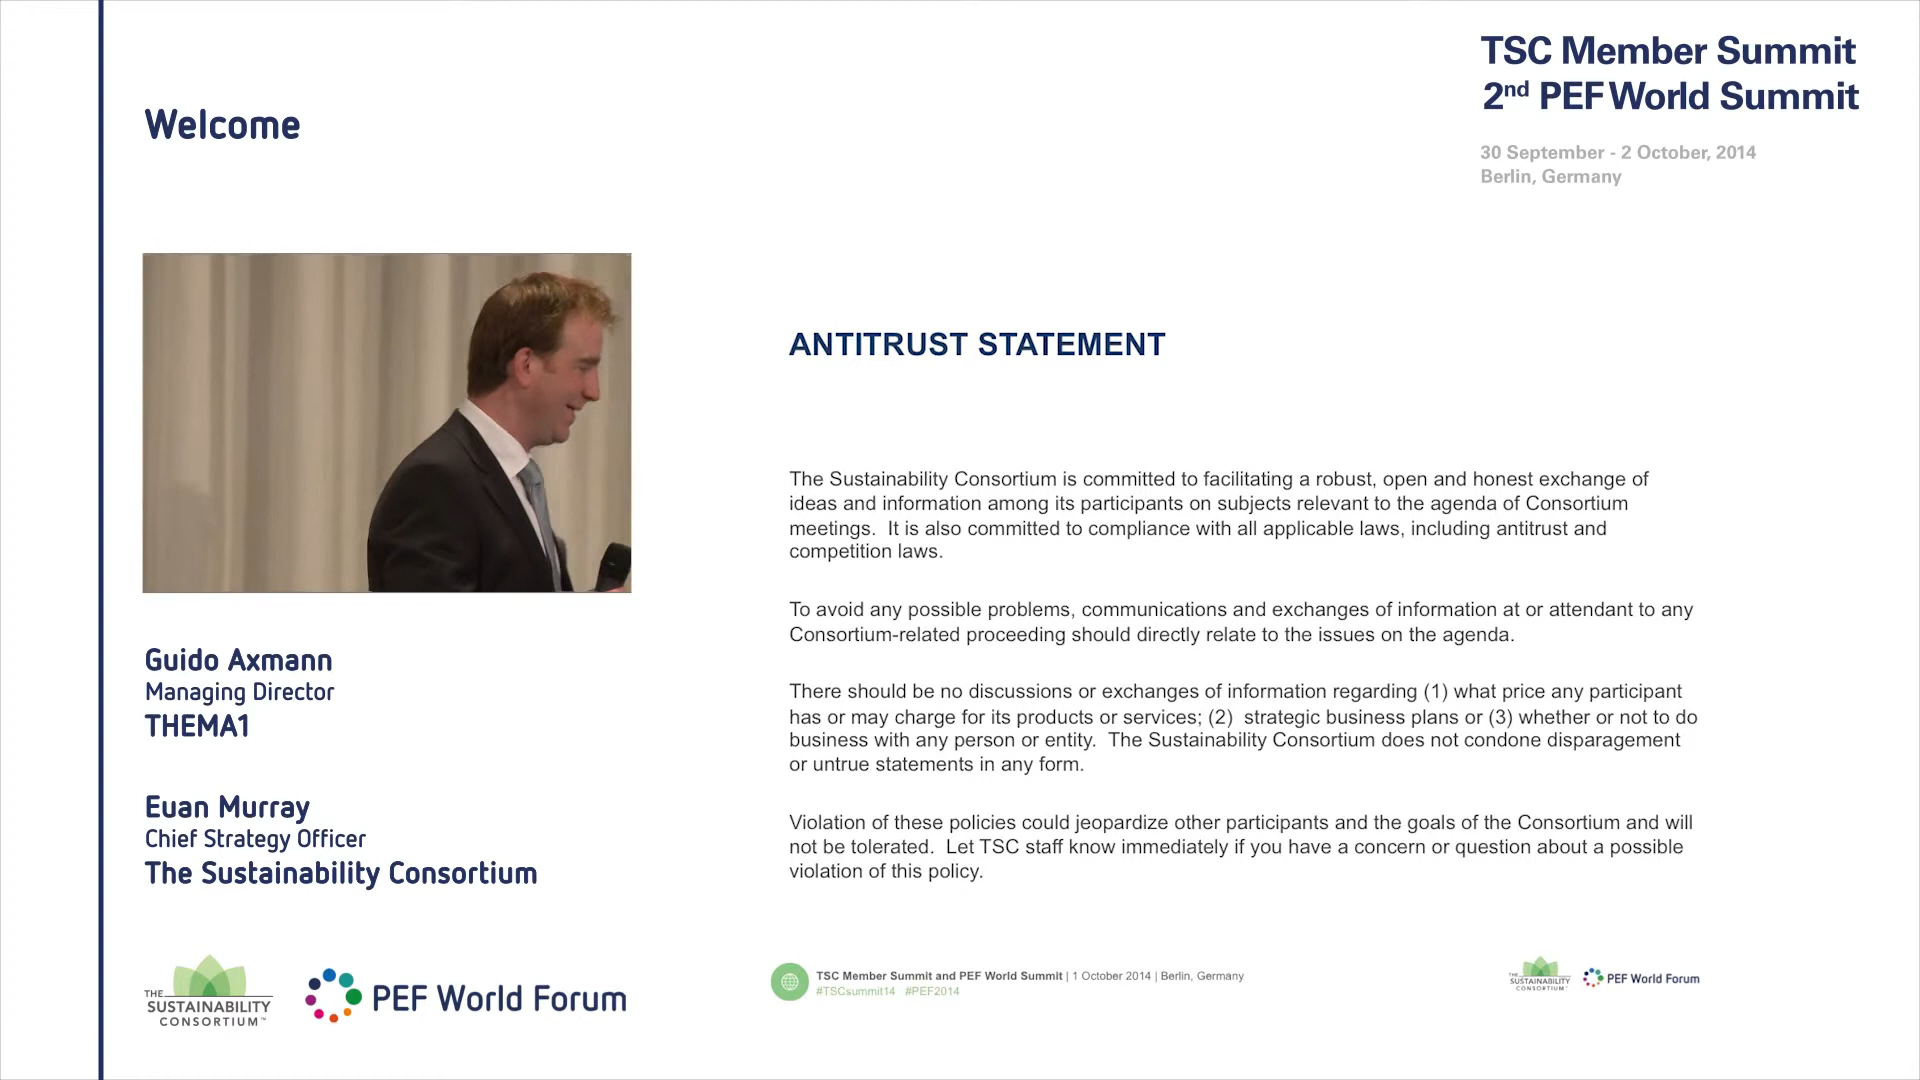 TSC Member Summit
2nd PEF World Summit
30 September - 2 October, 2014
Berlin, Germany
Welcome
Guido Axmann
Managing Director
THEMA1
Euan Murray
Chief Strategy Officer
The Sustainability Consortium
THE
SUSTAINABILITY
CONSORTIUM™
PEF World Forum
ANTITRUST STATEMENT
The Sustainability Consortium is committed to facilitating a robust, open and honest exchange of
ideas and information among its participants on subjects relevant to the agenda of Consortium
meetings.  It is also committed to compliance with all applicable laws, including antitrust and
competition laws.
To avoid any possible problems, communications and exchanges of information at or attendant to any
Consortium-related proceeding should directly relate to the issues on the agenda.
There should be no discussions or exchanges of information regarding (1) what price any participant
has or may charge for its products or services; (2)  strategic business plans or (3) whether or not to do
business with any person or entity.  The Sustainability Consortium does not condone disparagement
or untrue statements in any form.
Violation of these policies could jeopardize other participants and the goals of the Consortium and will
not be tolerated.  Let TSC staff know immediately if you have a concern or question about a possible
violation of this policy.
TSC Member Summit and PEF World Summit | 1 October 2014 | Berlin, Germany
#TSCsummit14   #PEF2014
THE
SUSTAINABILITY
CONSORTIUM™
PEF World Forum